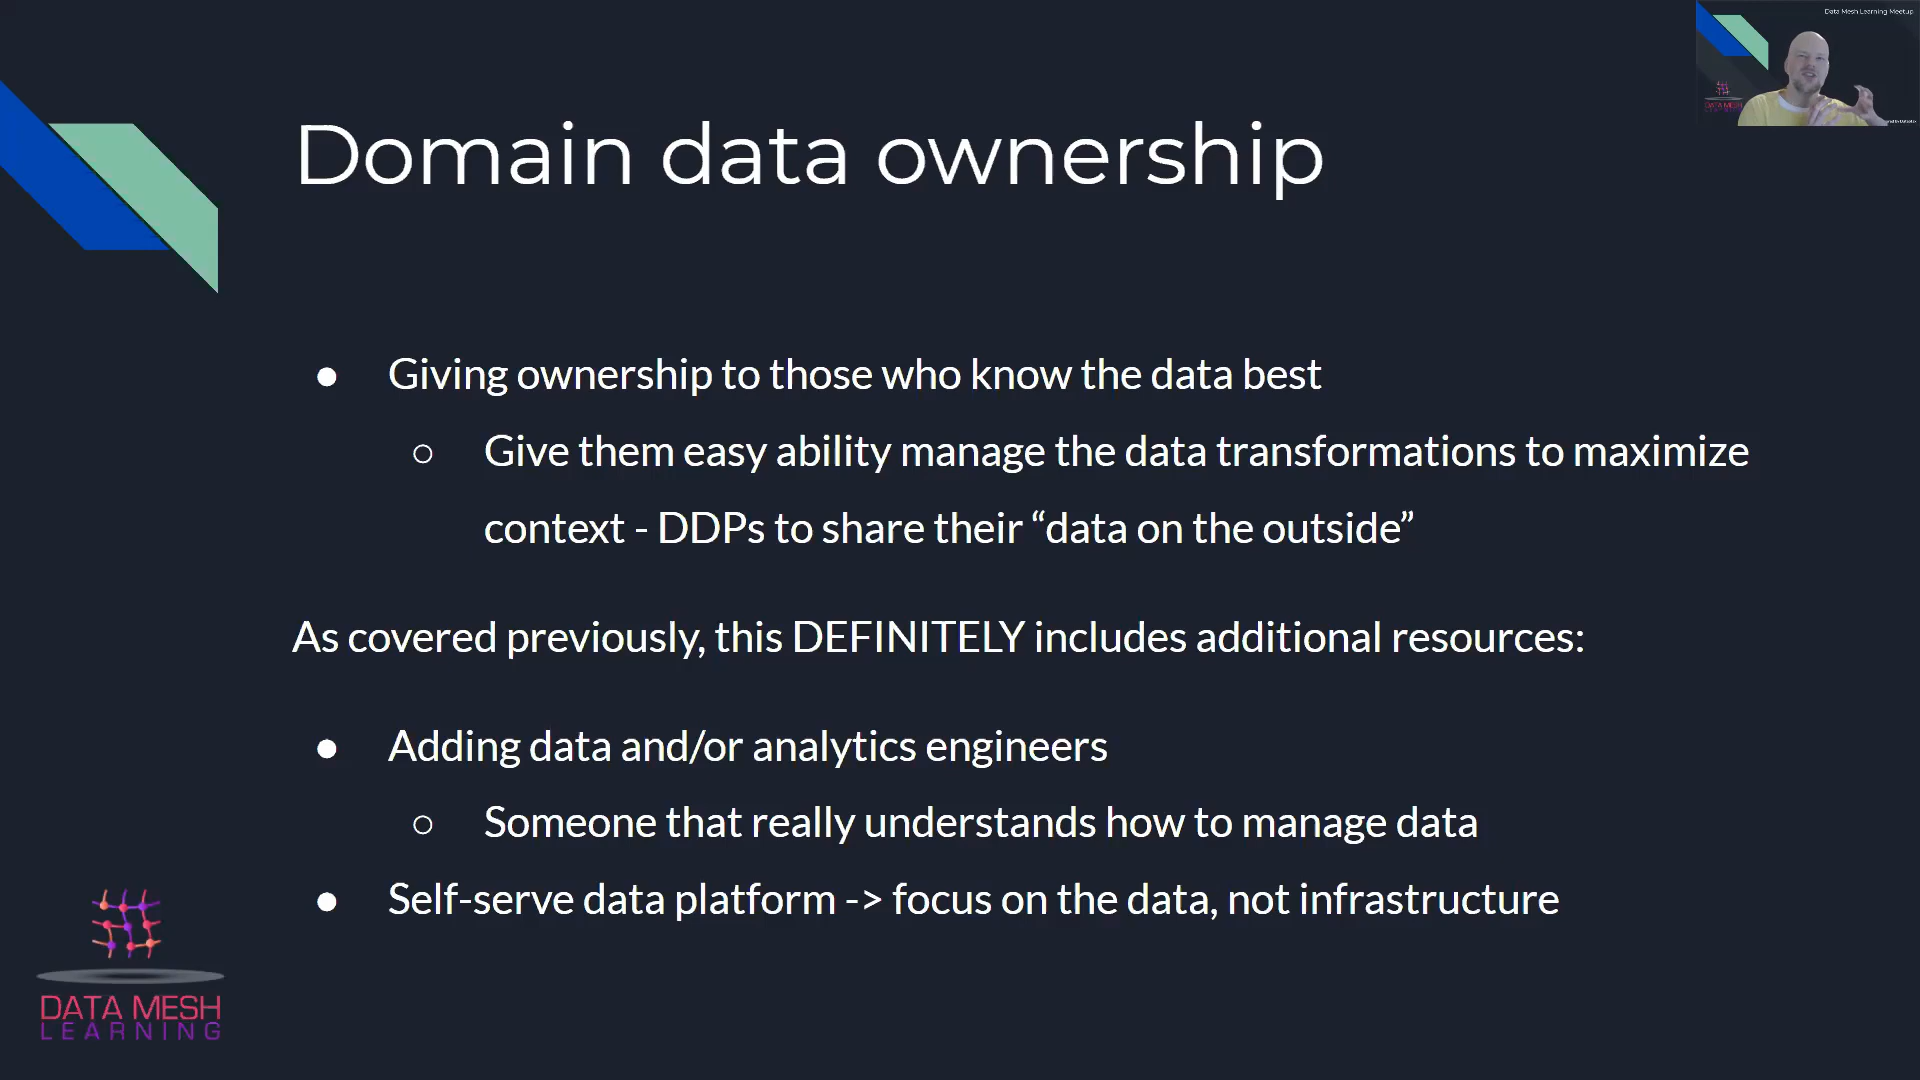 Data Mesh Learning Meetup
Domain data ownership
● Giving ownership to those who know the data best
○ Give them easy ability manage the data transformations to maximize
context - DDPs to share their “data on the outside”
As covered previously, this DEFINITELY includes additional resources:
● Adding data and/or analytics engineers
○ Someone that really understands how to manage data
● Self-serve data platform -> focus on the data, not infrastructure
DATA MESH
LEARNING